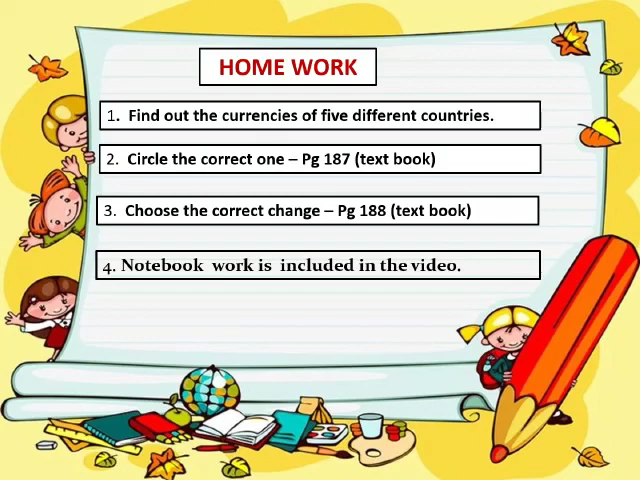 HOME WORK
1. Find out the currencies of five different countries.
2. Circle the correct one – Pg 187 (text book)
3. Choose the correct change – Pg 188 (text book)
4. Notebook work is included in the video.